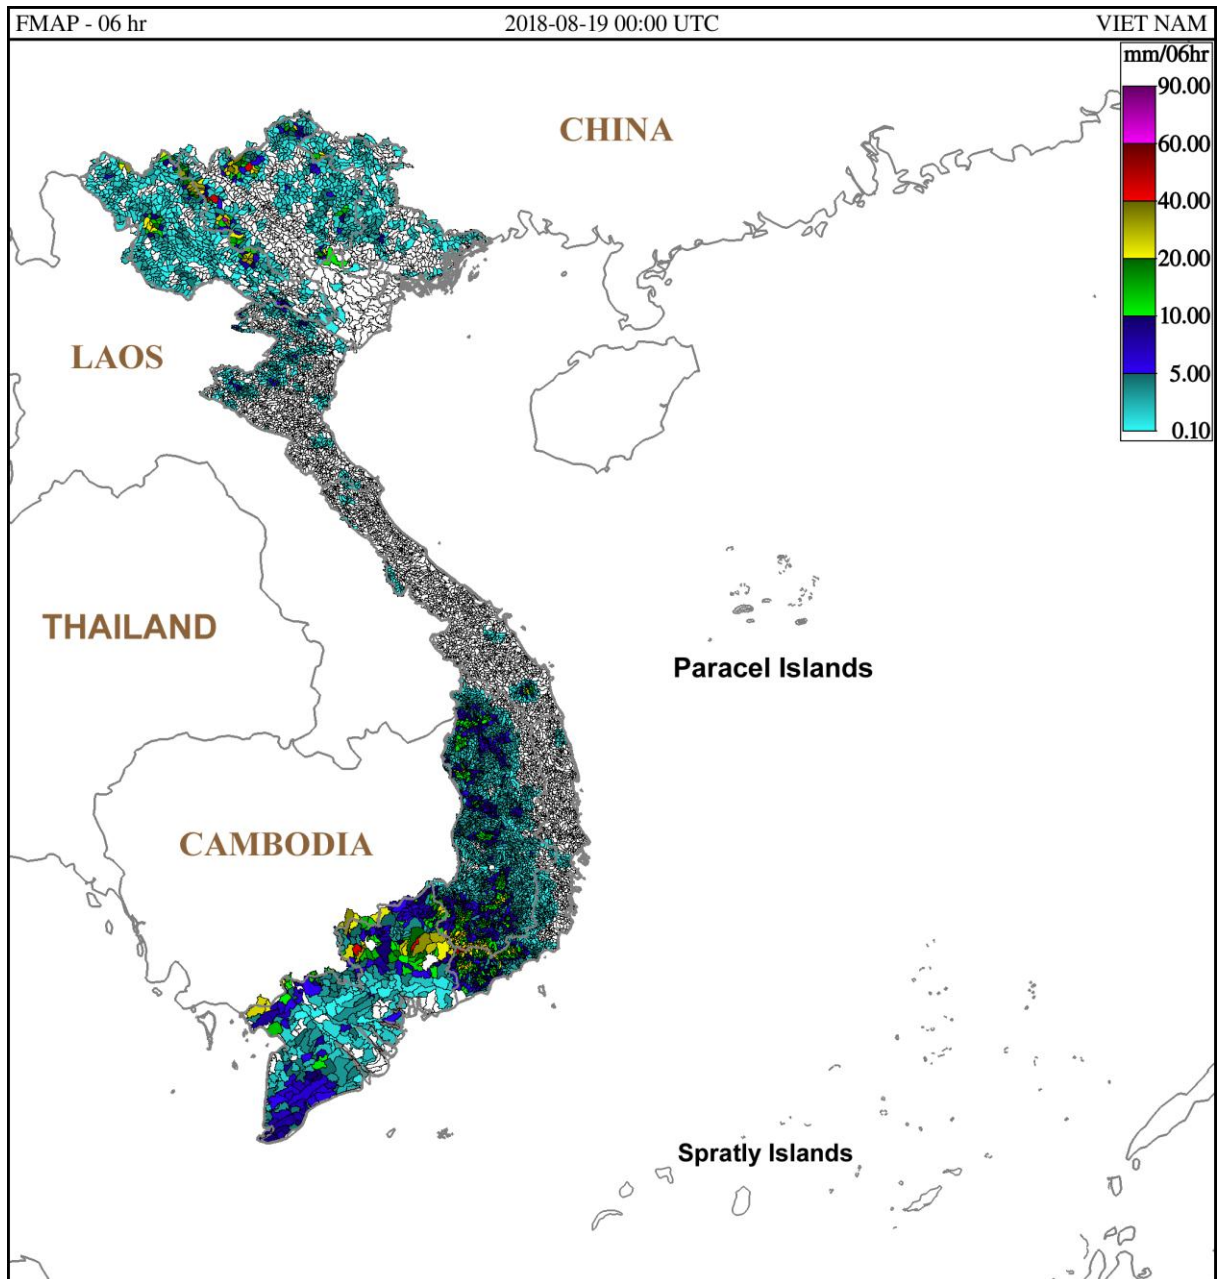 FMAP - 06 hr 2018-08-19 00:00 UTC VIET NAM
mm/06hr
90.00
CHINA
60.00
40.00
20.00
10.00
LAOS
5.00
0.10
THAILAND
Paracel Islands
CAMBODIA
Spratly Islands